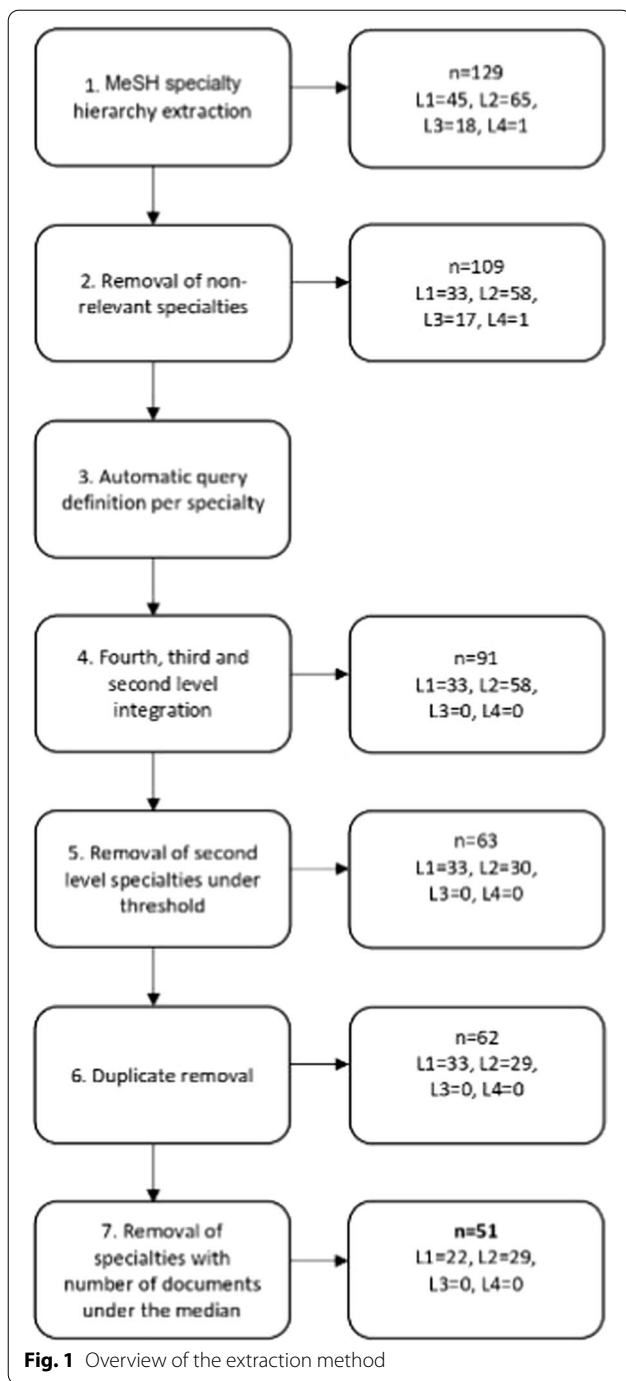 1. MeSH specialty
hierarchy extraction
n=129
L1=45, L2=65,
L3=18, L4=1
2. Removal of non-
relevant specialties
n=109
L1=33, L2=58,
L3=17, L4=1
3. Automatic query
definition per specialty
4. Fourth, third and
second level
integration
n=91
L1=33, L2=58,
L3=0, L4=0
5. Removal of second
level specialties under
threshold
n=63
L1=33, L2=30,
L3=0, L4=0
6. Duplicate removal
n=62
L1=33, L2=29,
L3=0, L4=0
7. Removal of
specialties with
number of documents
under the median
n=51
L1=22, L2=29,
L3=0, L4=0
Fig. 1 Overview of the extraction method